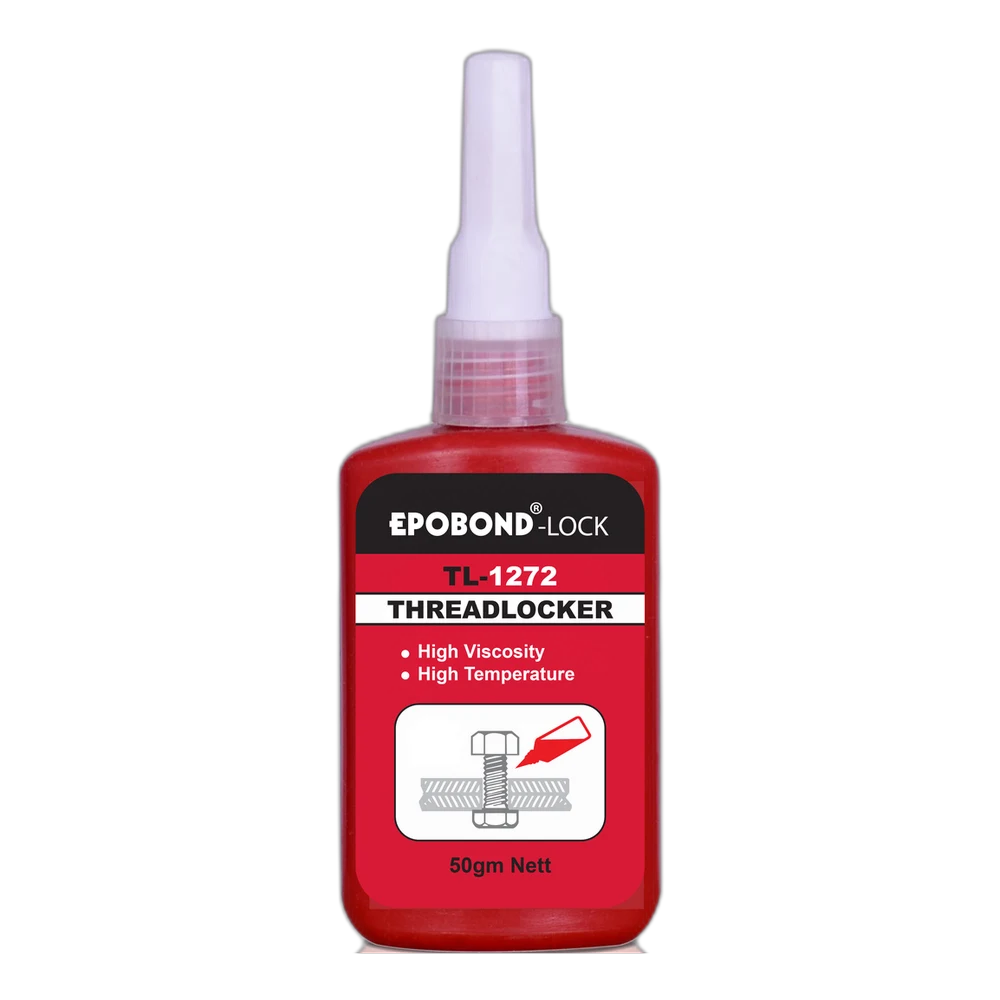 EPOBOND®-LOCK
TL-1272
THREADLOCKER
• High Viscosity
• High Temperature
50gm Nett